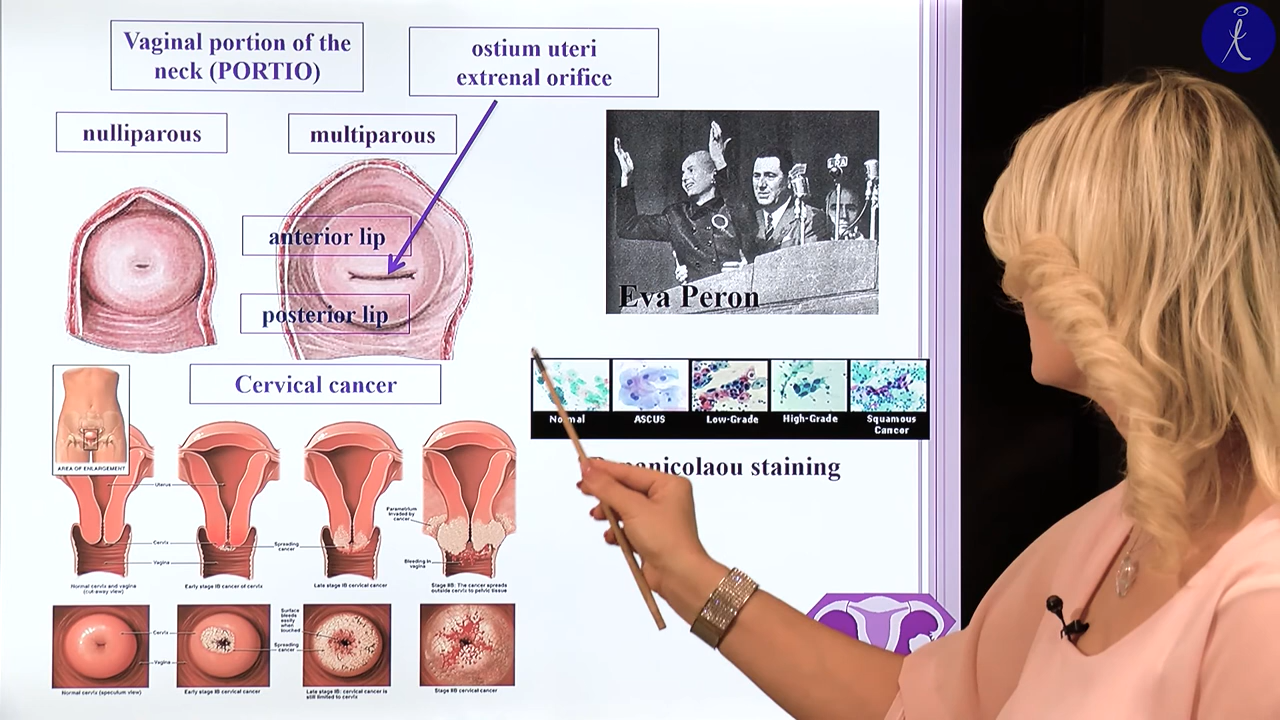 Vaginal portion of the
neck (PORTIO)
ostium uteri
extrenal orifice
nulliparous
multiparous
anterior lip
posterior lip
Eva Peron
Cervical cancer
Normal
ASCUS
Low-Grade
High-Grade
Squamous
Cancer
staining
AREA OF ENLARGEMENT
Uterus
Cervix
Vagina
Spreading
cancer
Parametrium
invaded by
cancer
Bleeding in
vagina
Normal cervix and vagina
(cut-away view)
Early stage IB cancer of cervix
Late stage IB cervical cancer
Stage IIB: The cancer spreads
outside cervix to pelvic tissue
Cervix
Vagina
Surface
bleeds
easily
when
touched
Spreading
cancer
Normal cervix (speculum view)
Early stage IB cervical cancer
Late stage IB: cervical cancer is
still limited to cervix
Stage IIB cervical cancer